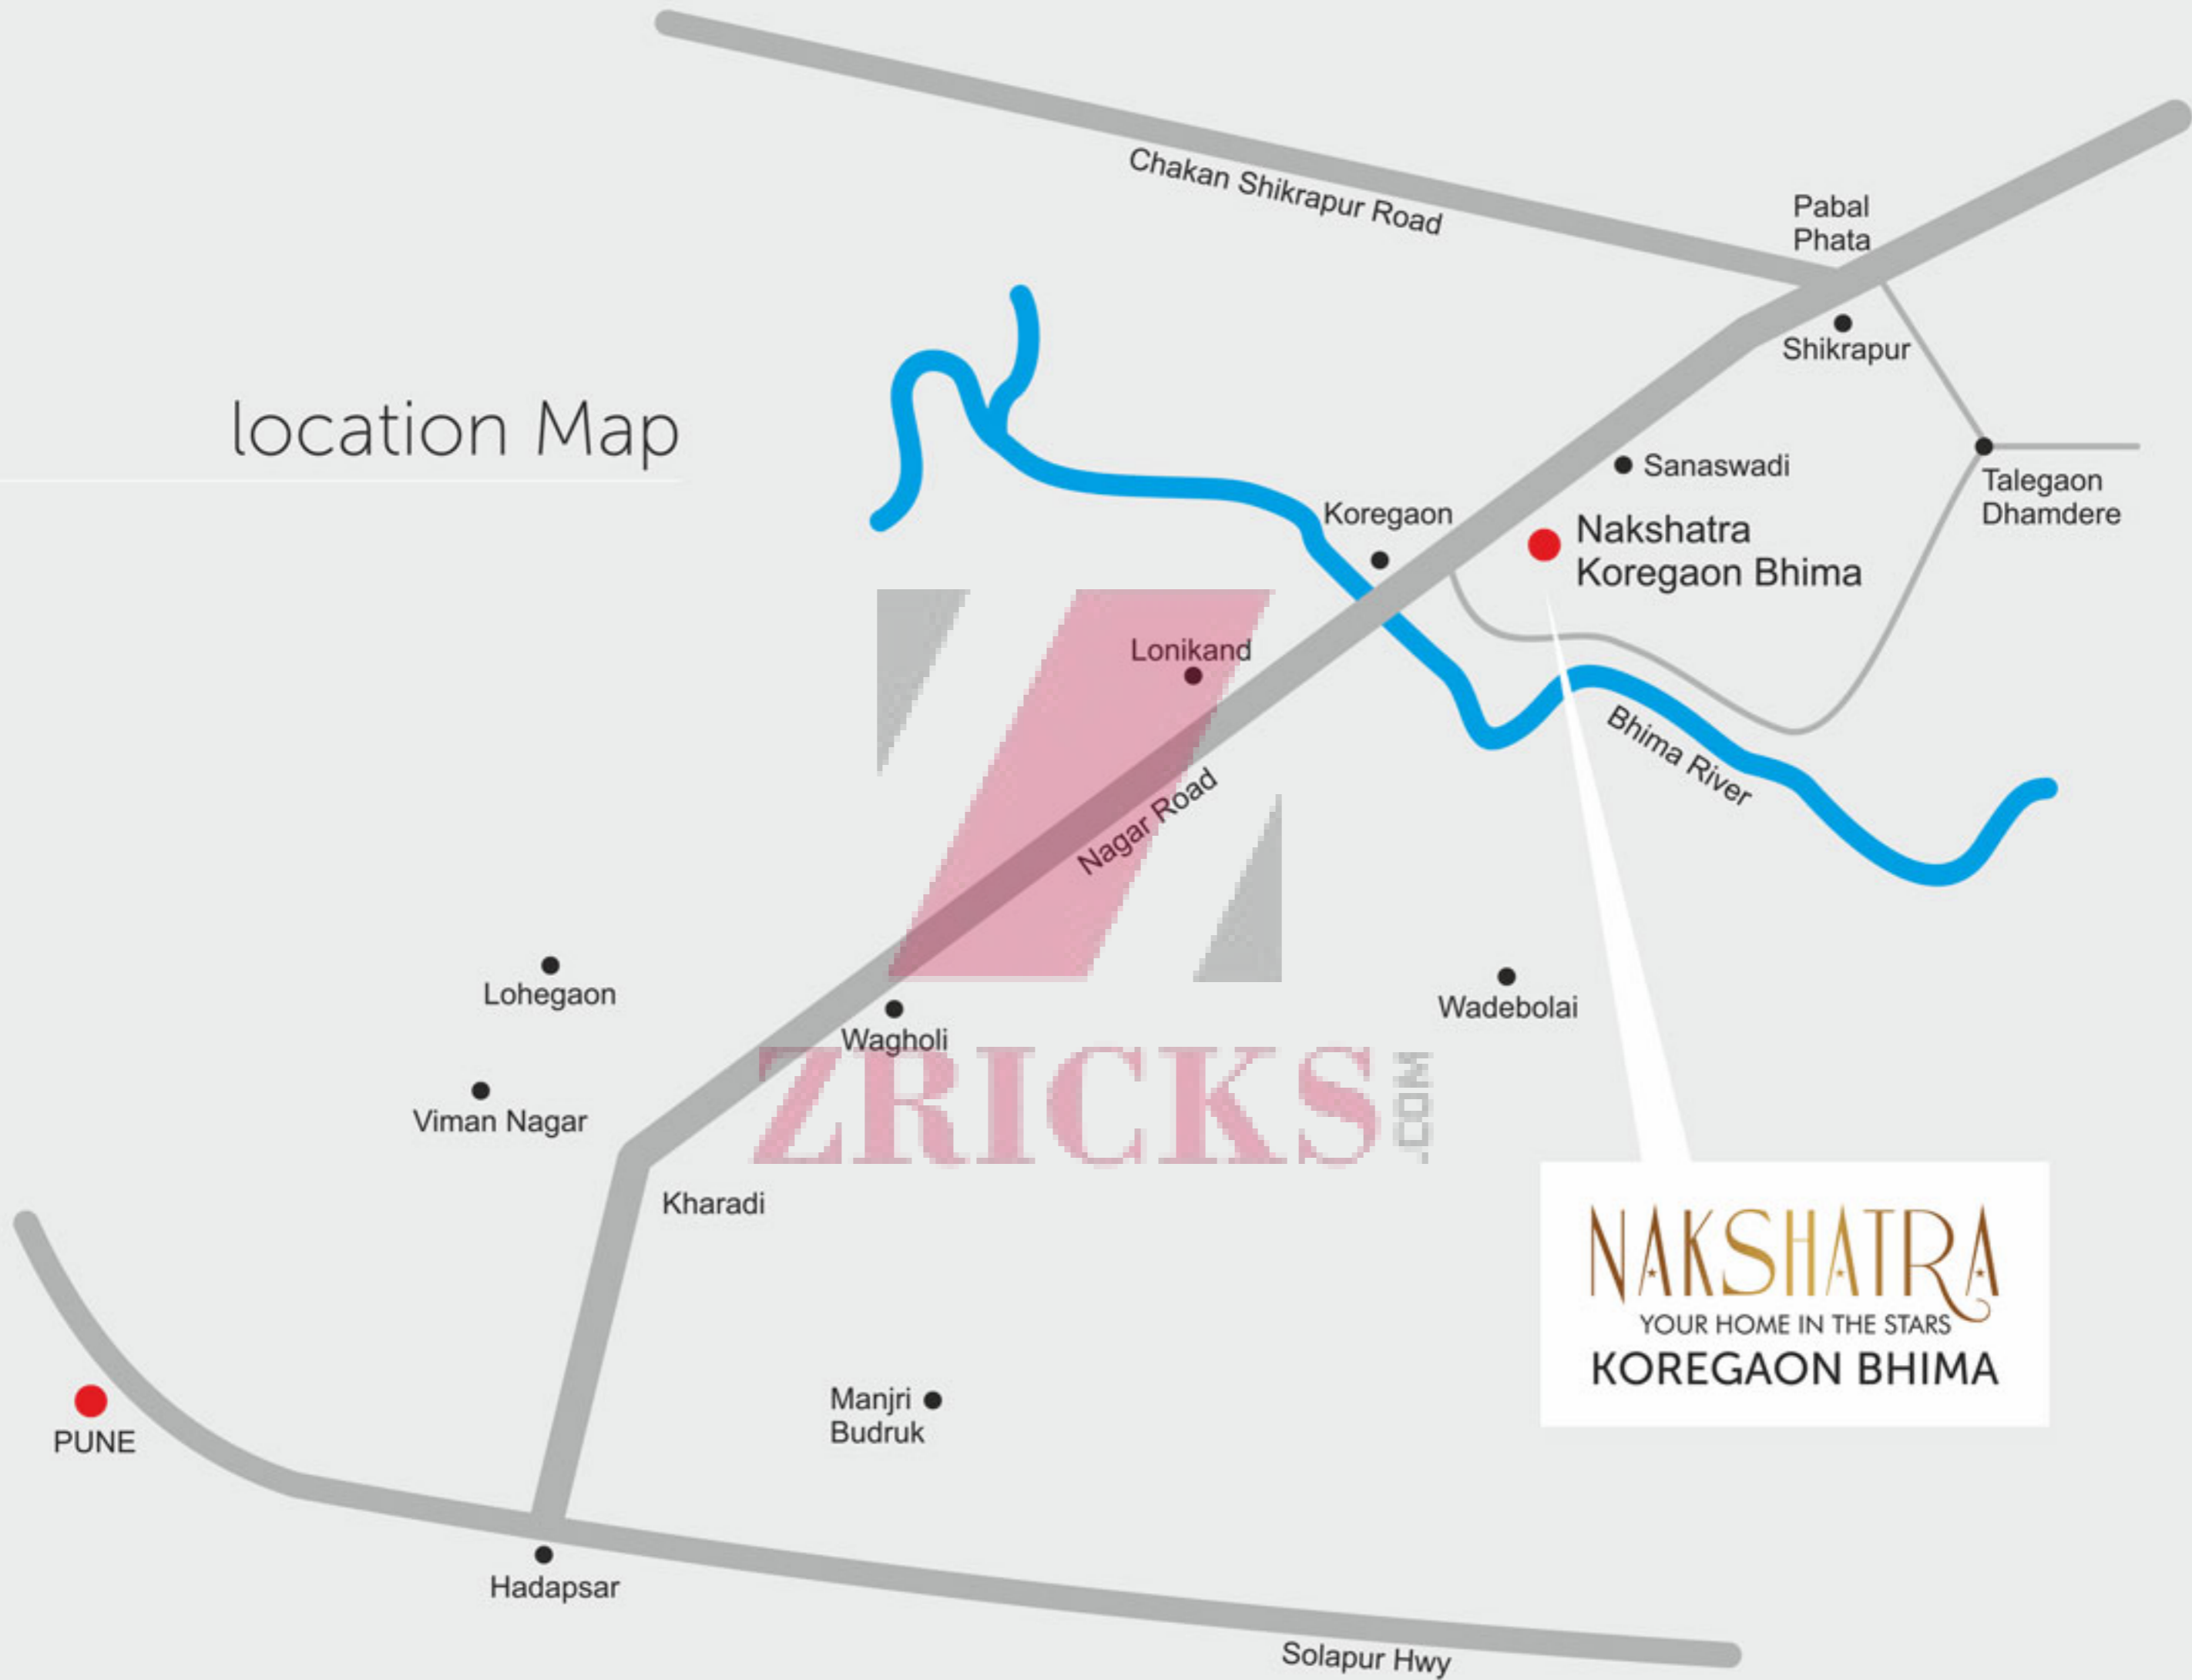 Chakan Shikrapur Road
Pabal
Phata
Shikrapur
location Map
Sanaswadi
Talegaon
Dhamdere
Koregaon
Nakshatra
Koregaon Bhima
Lonikand
Bhima River
Nagar Road
Lohegaon
Wadebolai
Wagholi
ZRICKS.COM
Viman Nagar
Kharadi
NAKSHATRA
YOUR HOME IN THE STARS
KOREGAON BHIMA
Manjri
Budruk
PUNE
Hadapsar
Solapur Hwy